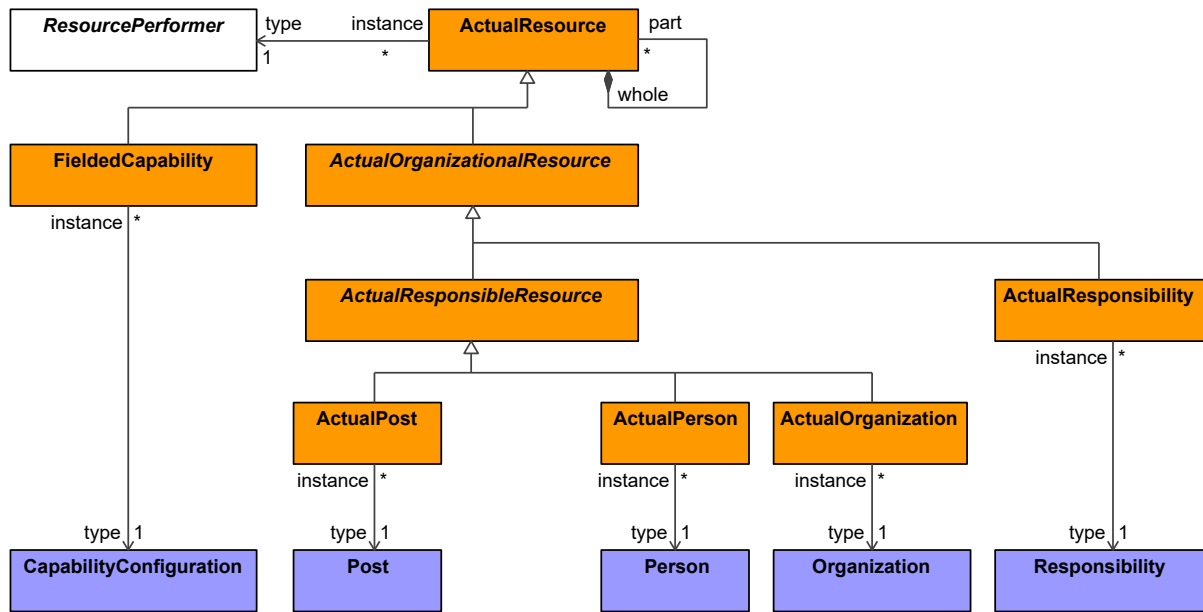 ResourcePerformer
type
1
instance
*
ActualResource
part
*
whole
FieldedCapability
ActualOrganizationalResource
instance *
ActualResponsibleResource
ActualResponsibility
instance *
ActualPost
ActualPerson
ActualOrganization
instance *
instance *
instance *
type 1
type 1
type 1
type 1
type 1
CapabilityConfiguration
Post
Person
Organization
Responsibility